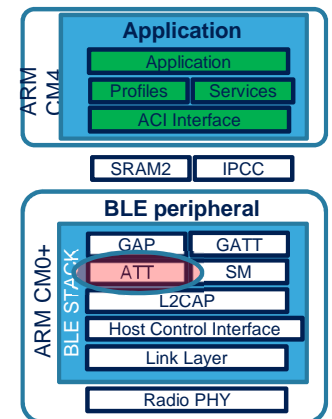 Application
Application
Profiles Services
ACI Interface
ARM CM4
SRAM2 IPCC
BLE peripheral
GAP GATT
ATT SM
L2CAP
Host Control Interface
Link Layer
BLE STACK
ARM CM0+
Radio PHY